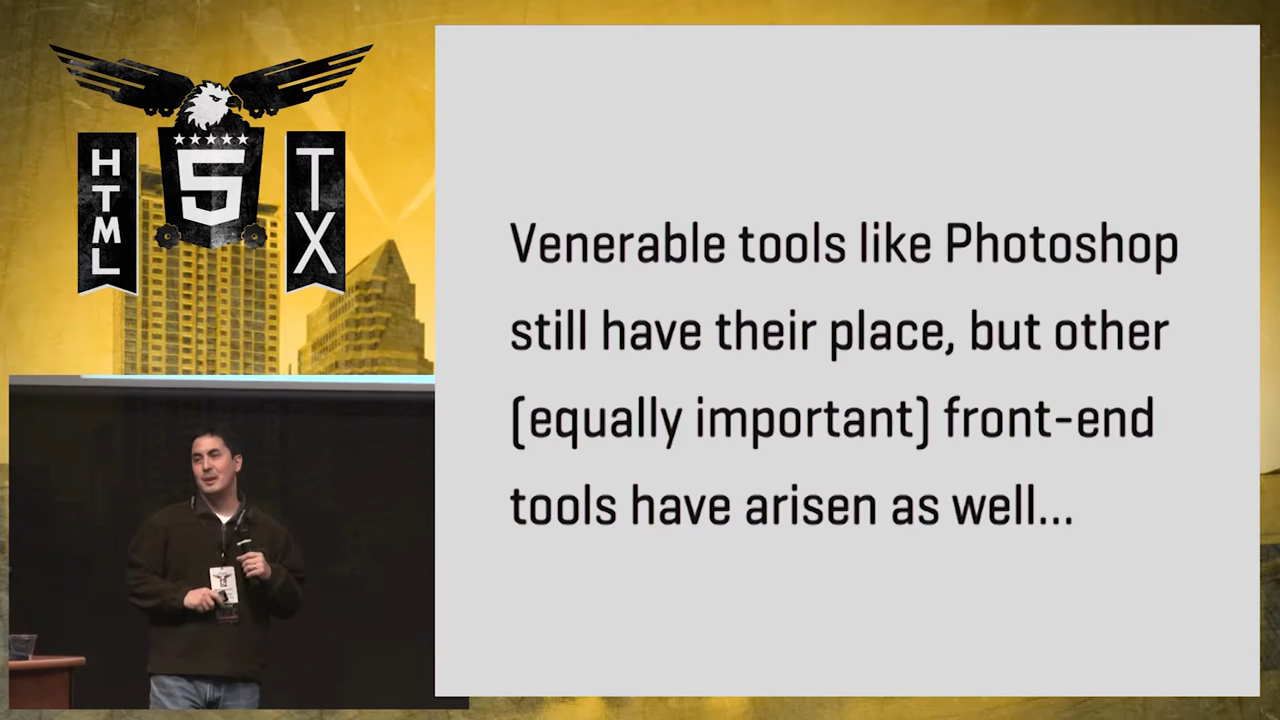 HTML
5
TX
Venerable tools like Photoshop
still have their place, but other
(equally important) front-end
tools have arisen as well...